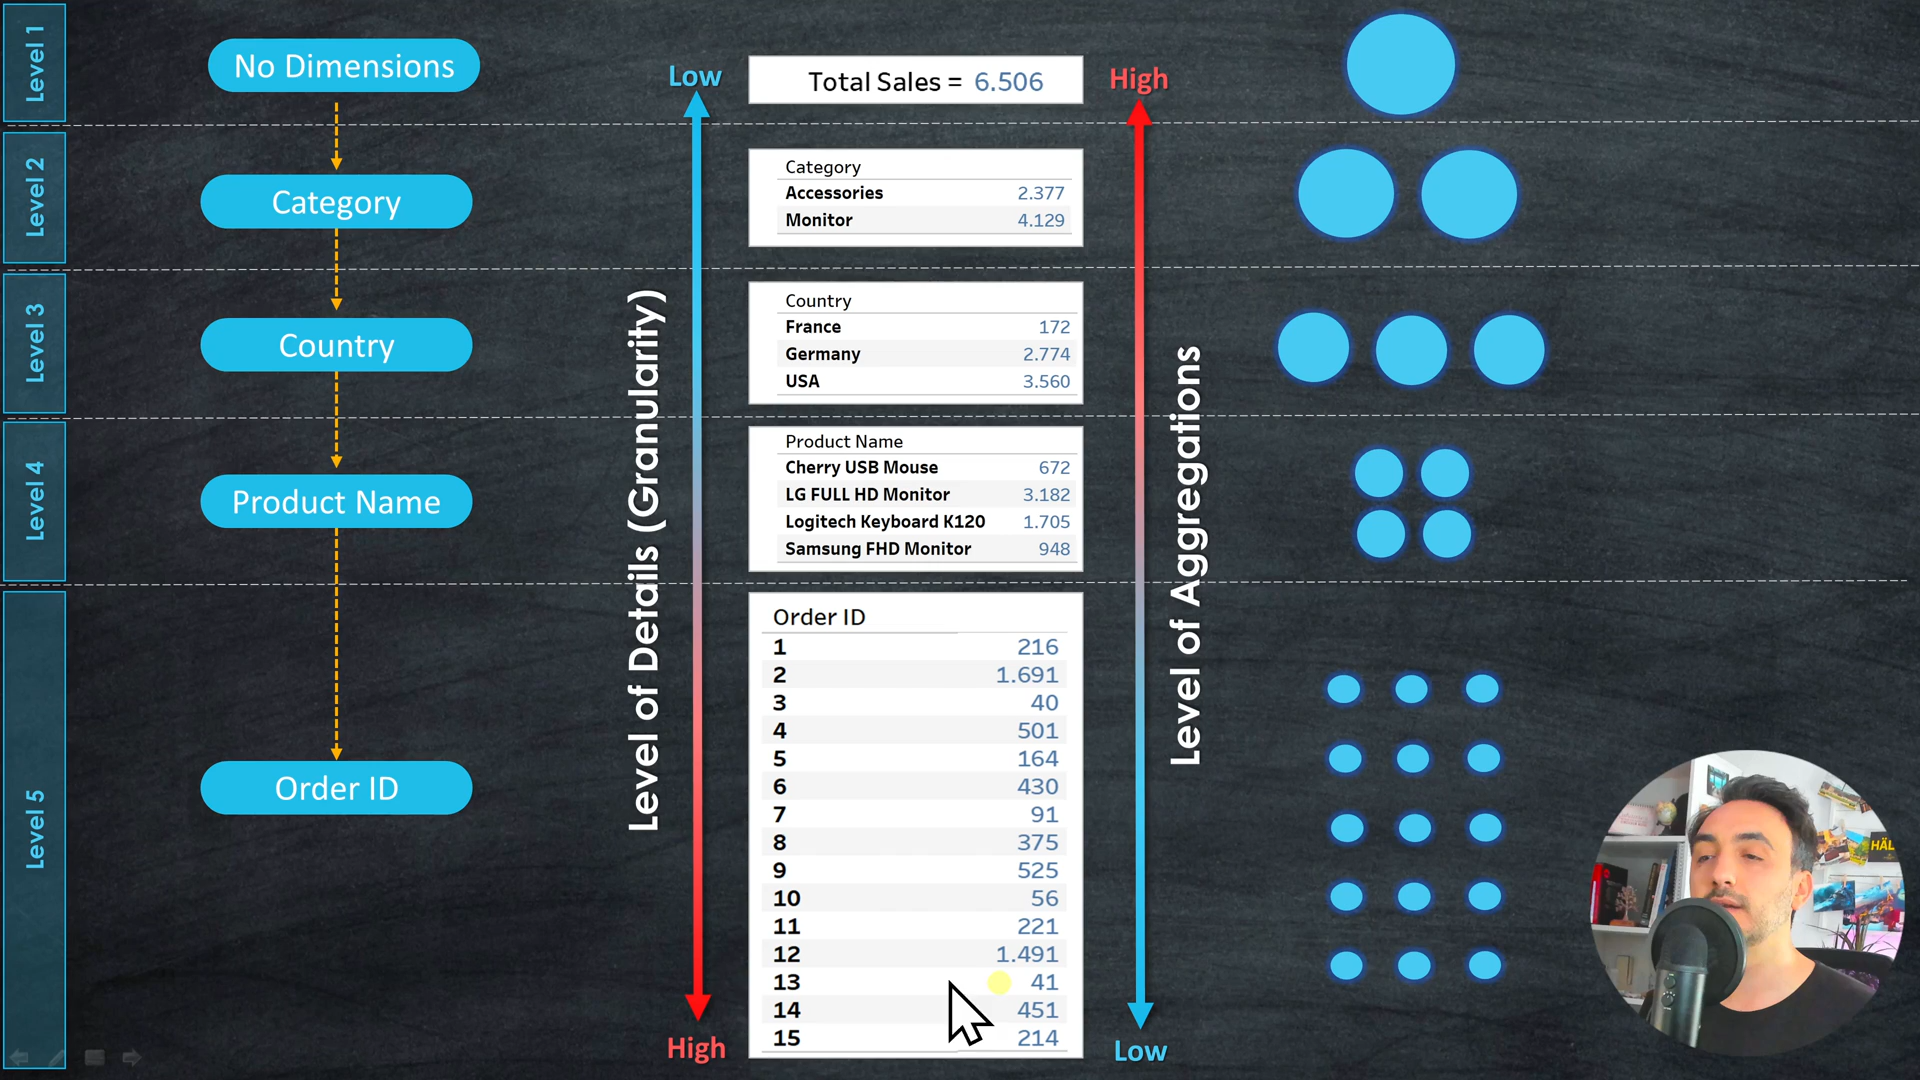 Level 1
No Dimensions
Low
Total Sales = 6.506
High
Level 2
Category
Category
Accessories 2.377
Monitor 4.129
Level 3
Country
Country
France 172
Germany 2.774
USA 3.560
Level of Details (Granularity)
Level of Aggregations
Level 4
Product Name
Product Name
Cherry USB Mouse 672
LG FULL HD Monitor 3.182
Logitech Keyboard K120 1.705
Samsung FHD Monitor 948
Level 5
Order ID
Order ID
1 216
2 1.691
3 40
4 501
5 164
6 430
7 91
8 375
9 525
10 56
11 221
12 1.491
13 41
14 451
15 214
High
Low
HÄL